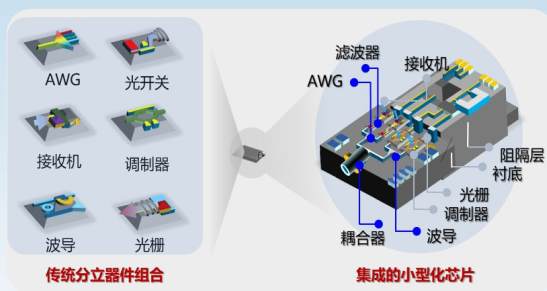 AWG
光开关
接收机
调制器
波导
光栅
传统分立器件组合
滤波器
接收机
AWG
阻隔层
衬底
光栅
调制器
耦合器
波导
集成的小型化芯片